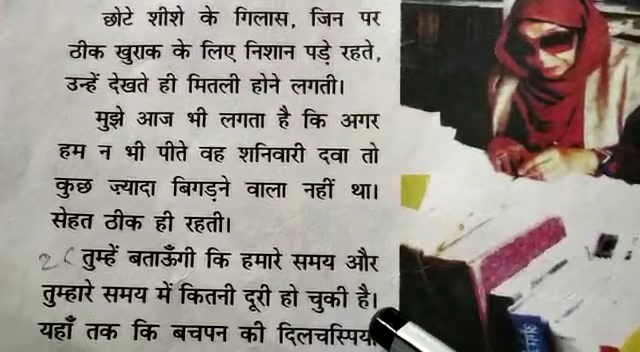 छोटे शीशे के गिलास, जिन पर
ठीक खुराक के लिए निशान पड़े रहते,
उन्हें देखते ही मितली होने लगती।
मुझे आज भी लगता है कि अगर
हम न भी पीते वह शनिवारी दवा तो
कुछ ज़्यादा बिगड़ने वाला नहीं था।
सेहत ठीक ही रहती।
तुम्हें बताऊँगी कि हमारे समय और
तुम्हारे समय में कितनी दूरी हो चुकी है।
यहाँ तक कि बचपन की